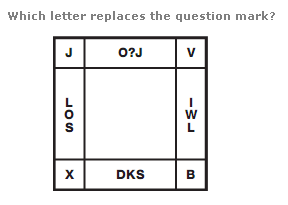 Which letter replaces the question mark?
J O?J V
L I
O W
S L
X DKS B